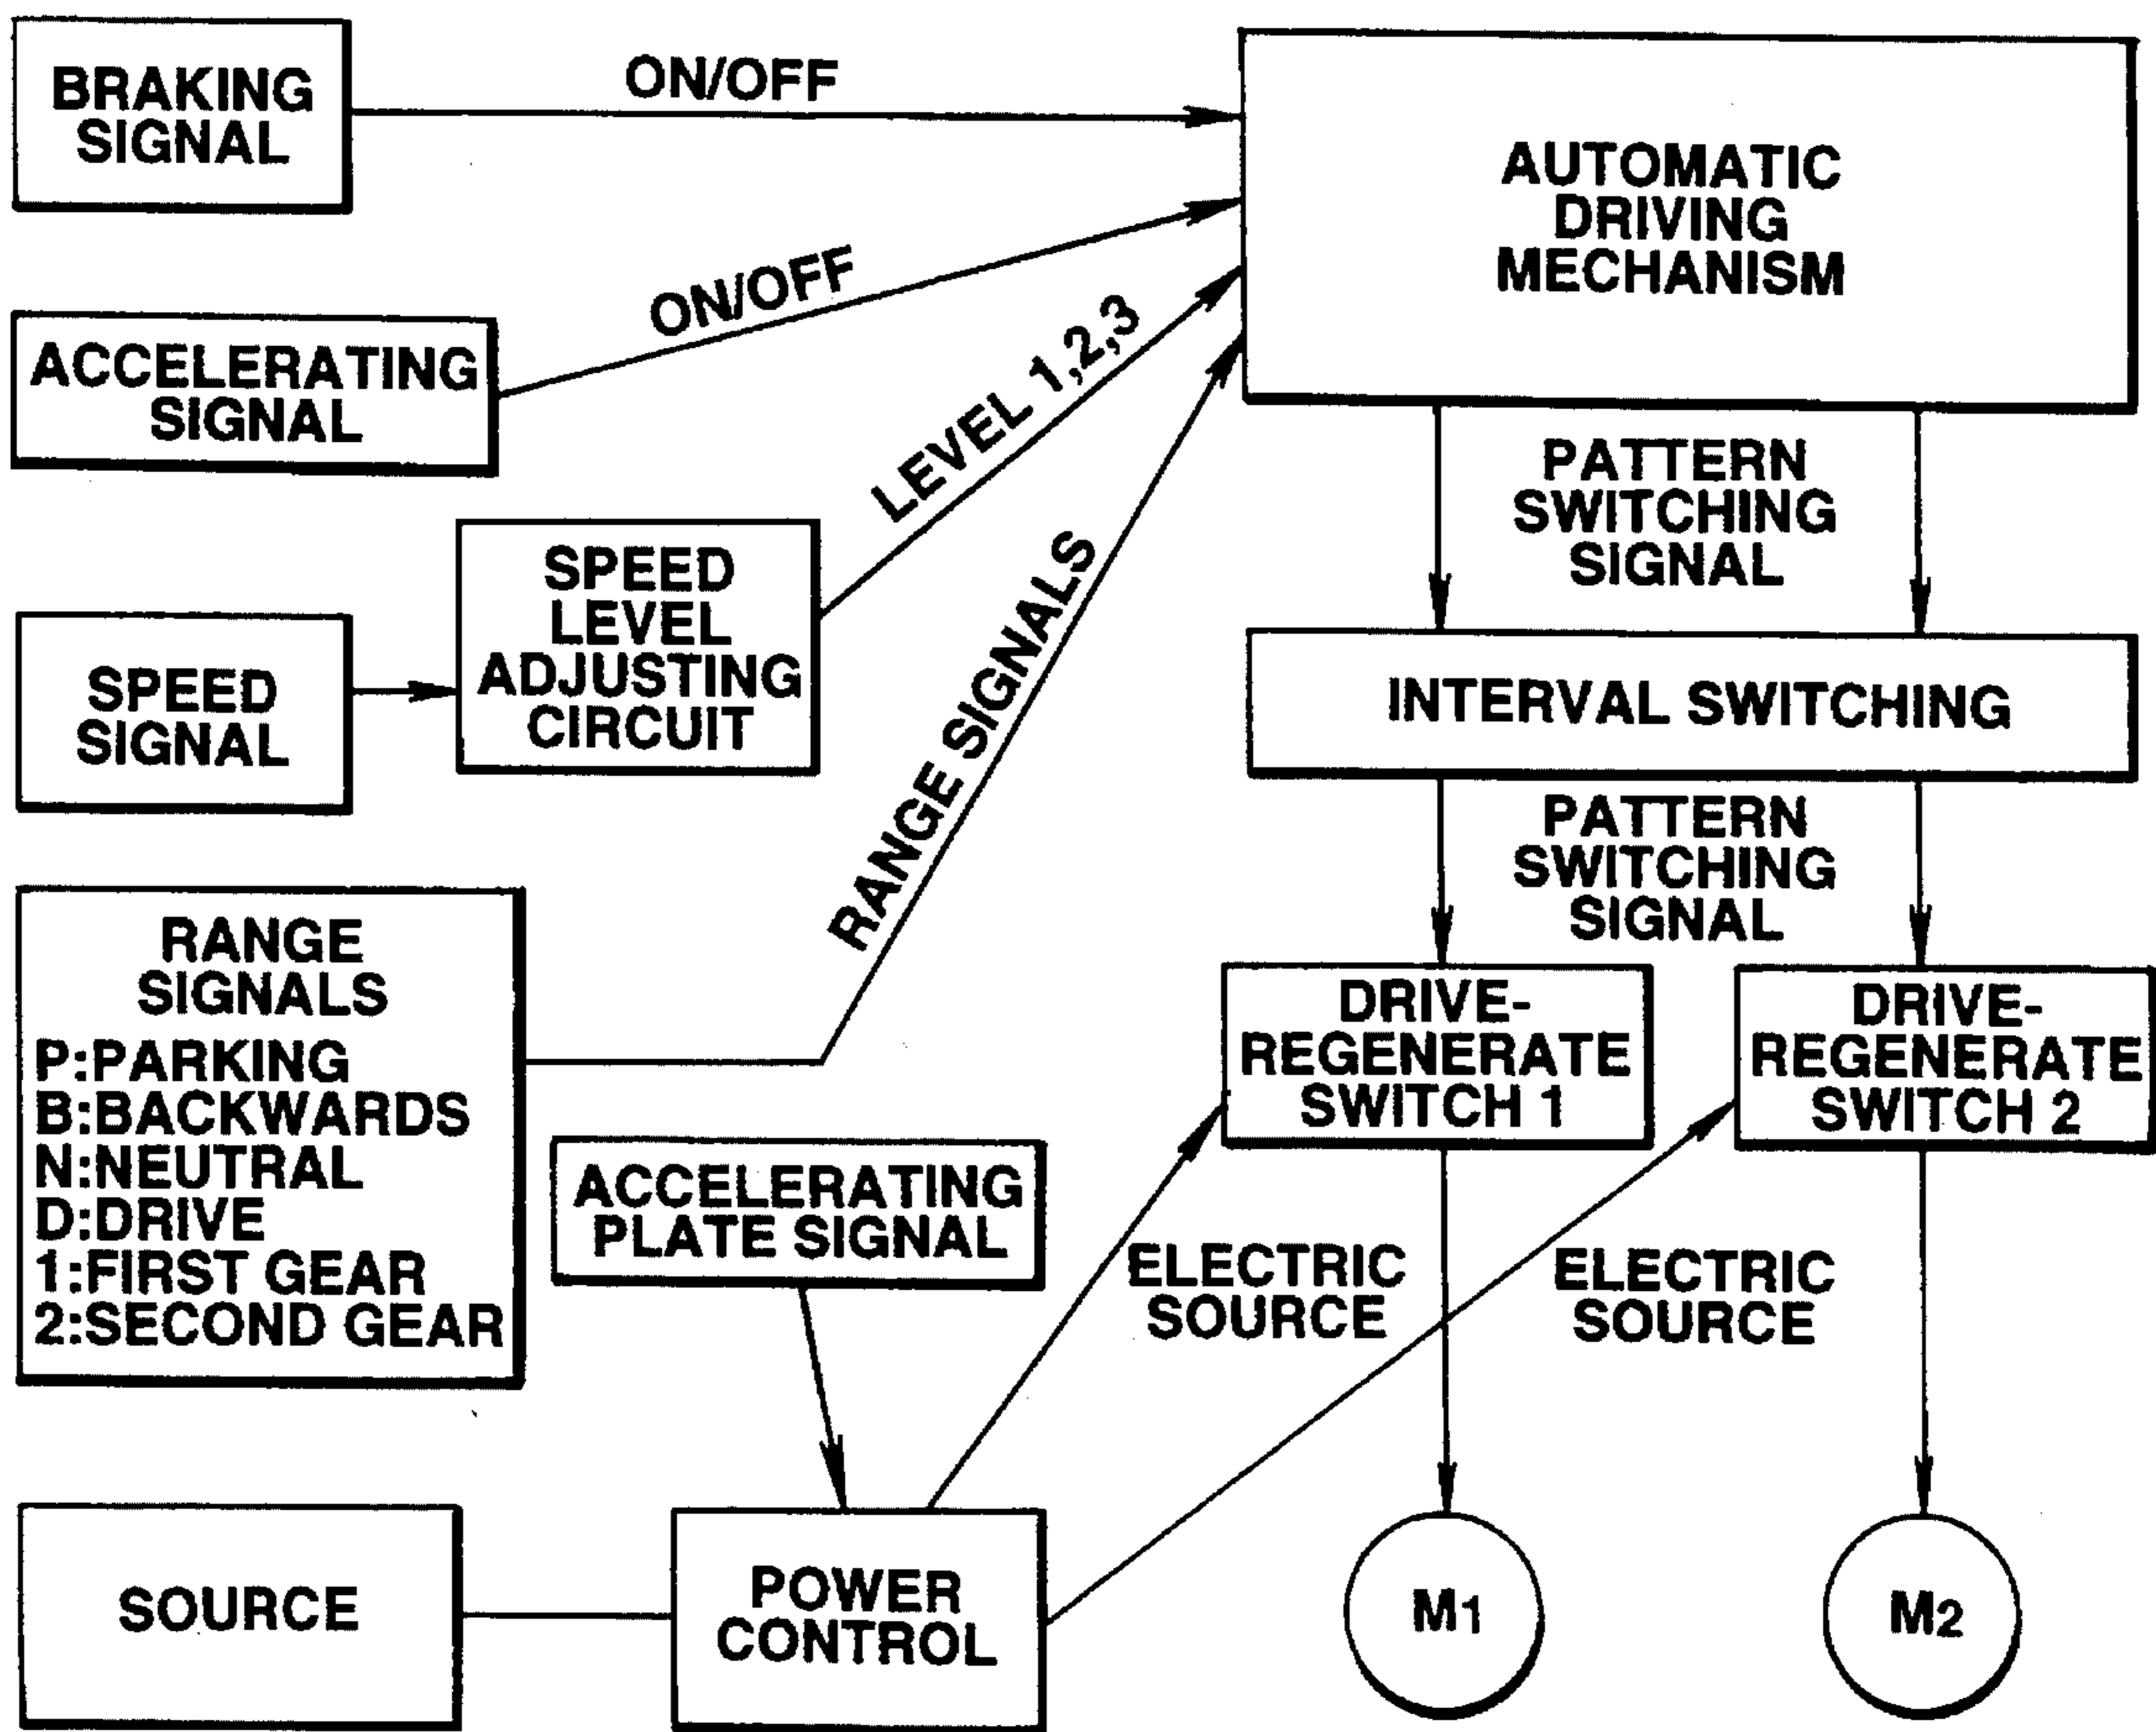 BRAKING
SIGNAL
ON/OFF
AUTOMATIC
DRIVING
MECHANISM
ACCELERATING
SIGNAL
ON/OFF
SPEED
SIGNAL
SPEED
LEVEL
ADJUSTING
CIRCUIT
LEVEL 1,2,3
PATTERN
SWITCHING
SIGNAL
INTERVAL SWITCHING
PATTERN
SWITCHING
SIGNAL
RANGE
SIGNALS
P:PARKING
B:BACKWARDS
N:NEUTRAL
D:DRIVE
1:FIRST GEAR
2:SECOND GEAR
RANGE SIGNALS
DRIVE-
REGENERATE
SWITCH 1
DRIVE-
REGENERATE
SWITCH 2
ACCELERATING
PLATE SIGNAL
ELECTRIC
SOURCE
ELECTRIC
SOURCE
SOURCE
POWER
CONTROL
M1
M2